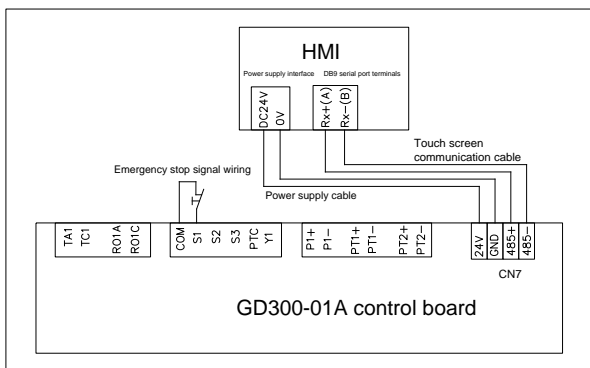 HMI
Power supply interface
DB9 serial port terminals
DC24V
0V
Rx+(A)
Rx-(B)
Touch screen
communication cable
Emergency stop signal wiring
Power supply cable
TA1
TC1
RO1A
RO1C
COM
S1
S2
S3
PTC
Y1
P1+
P1-
PT1+
PT1-
PT2+
PT2-
24V
GND
485+
485-
CN7
GD300-01A control board